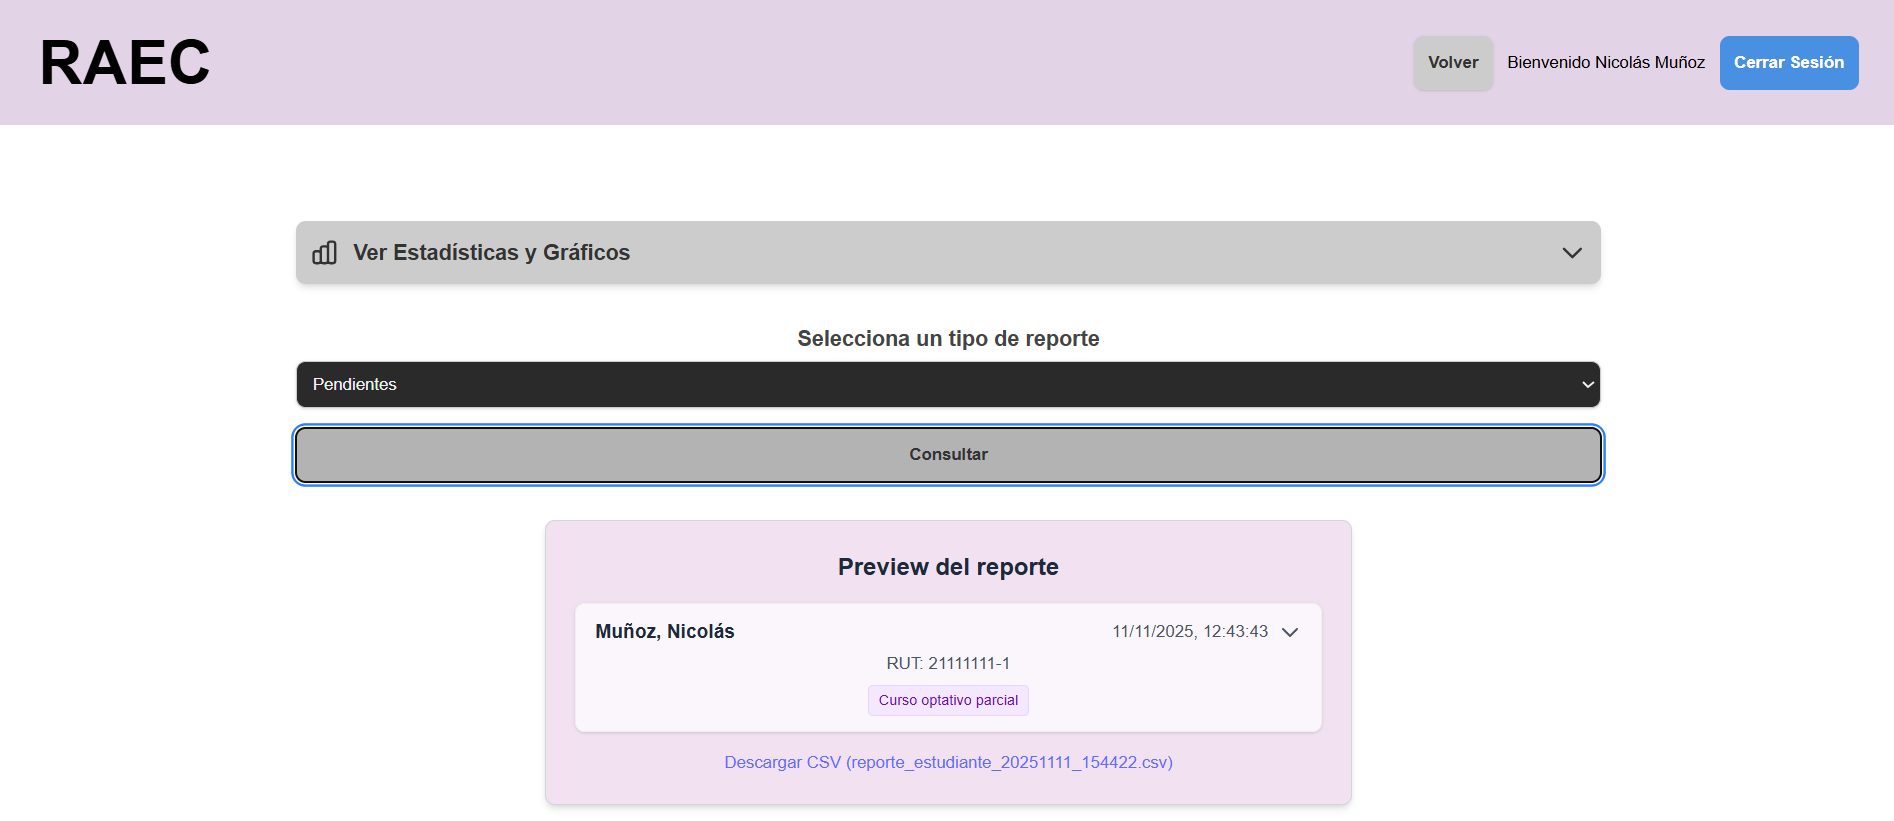 RAEC
Volver
Bienvenido Nicolás Muñoz
Cerrar Sesión
Ver Estadísticas y Gráficos
Selecciona un tipo de reporte
Pendientes
Consultar
Preview del reporte
Muñoz, Nicolás
11/11/2025, 12:43:43
RUT: 21111111-1
Curso optativo parcial
Descargar CSV (reporte_estudiante_20251111_154422.csv)